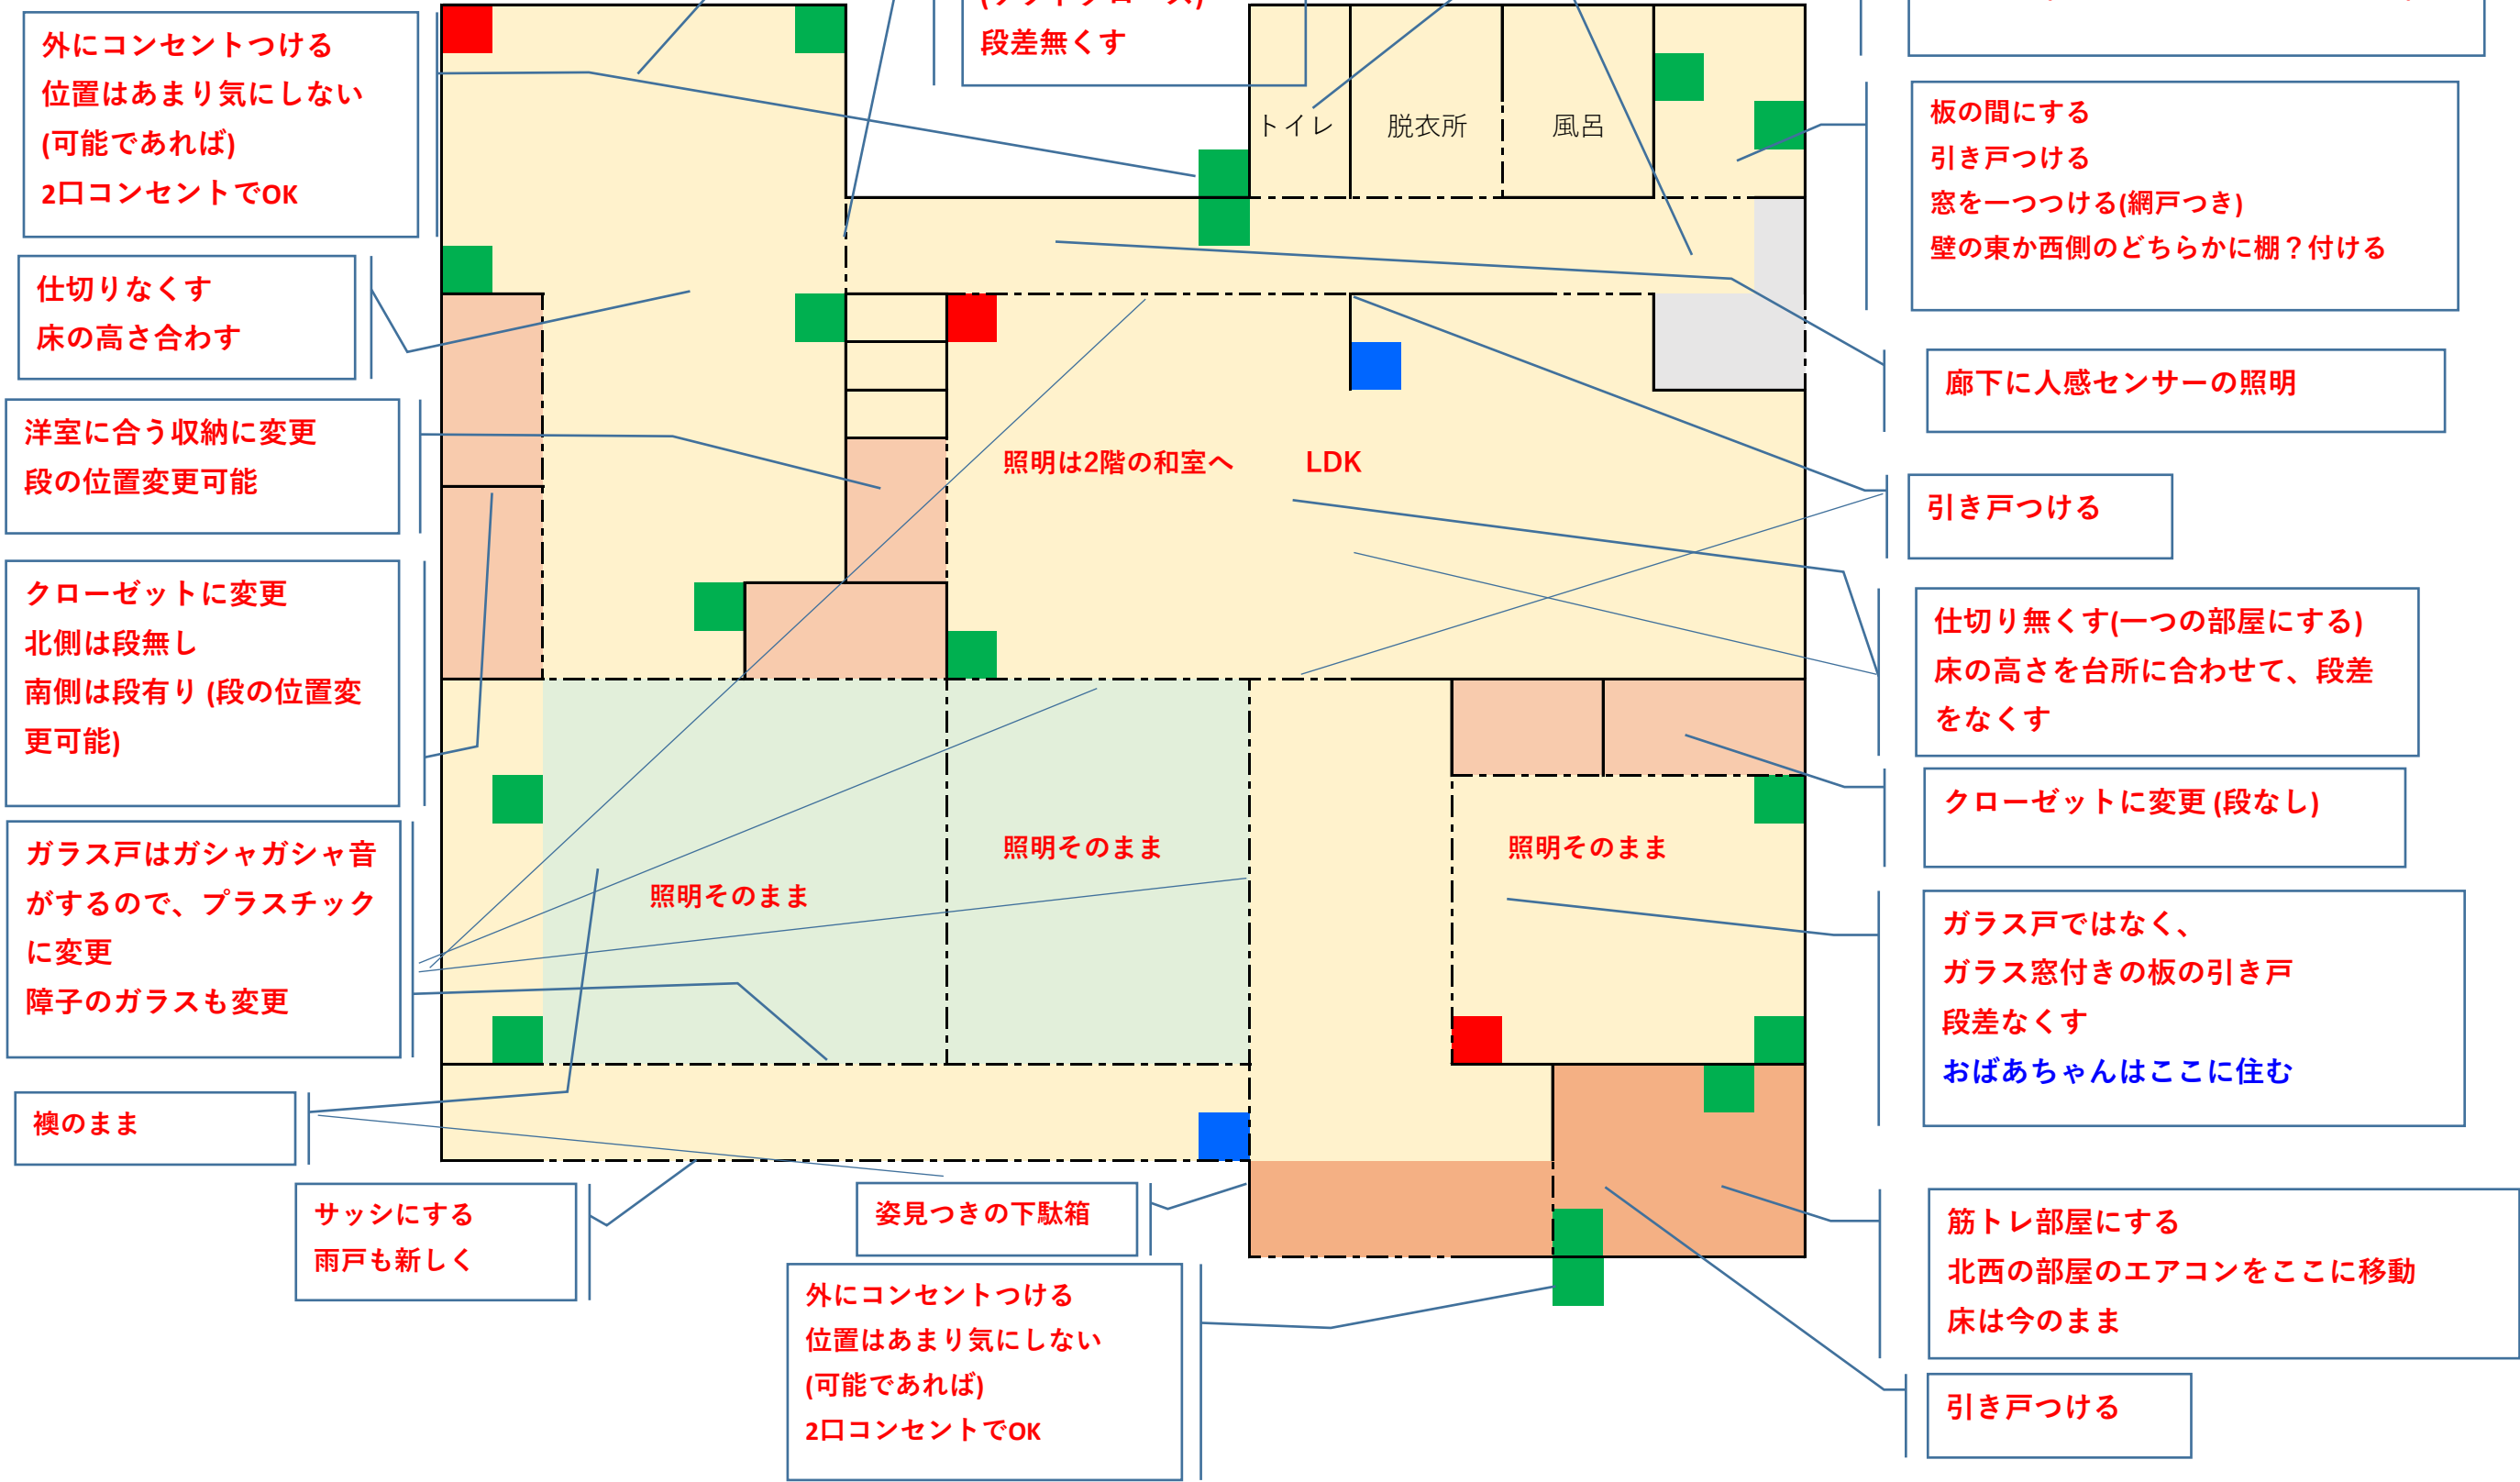 段差無くす
外にコンセントつける
位置はあまり気にしない
(可能であれば)
2口コンセントでOK
トイレ
脱衣所
風呂
板の間にする
引き戸つける
窓を一つつける(網戸つき)
壁の東か西側のどちらかに棚？付ける
仕切りなくす
床の高さ合わす
廊下に人感センサーの照明
洋室に合う収納に変更
段の位置変更可能
照明は2階の和室へ
LDK
引き戸つける
クローゼットに変更
北側は段無し
南側は段有り (段の位置変
更可能)
仕切り無くす(一つの部屋にする)
床の高さを台所に合わせて、段差
をなくす
クローゼットに変更 (段なし)
ガラス戸はガシャガシャ音
がするので、プラスチック
に変更
障子のガラスも変更
照明そのまま
照明そのまま
照明そのまま
ガラス戸ではなく、
ガラス窓付きの板の引き戸
段差なくす
おばあちゃんはここに住む
襖のまま
サッシにする
雨戸も新しく
姿見つきの下駄箱
外にコンセントつける
位置はあまり気にしない
(可能であれば)
2口コンセントでOK
筋トレ部屋にする
北西の部屋のエアコンをここに移動
床は今のまま
引き戸つける